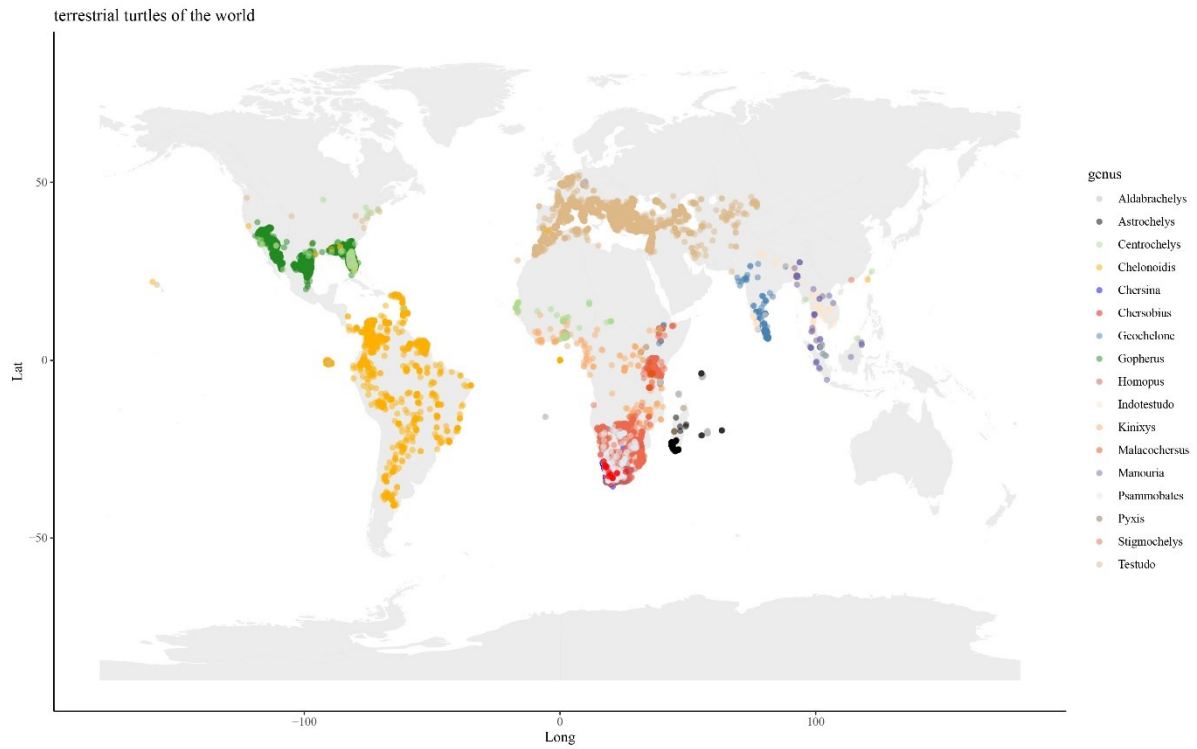 terrestrial turtles of the world
50
0
−50
Lat
−100
0
100
Long
genus
Aldabrachelys
Astrochelys
Centrochelys
Chelonoidis
Chersina
Chersobius
Geochelone
Gopherus
Homopus
Indotestudo
Kinixys
Malacochersus
Manouria
Psammobates
Pyxis
Stigmochelys
Testudo